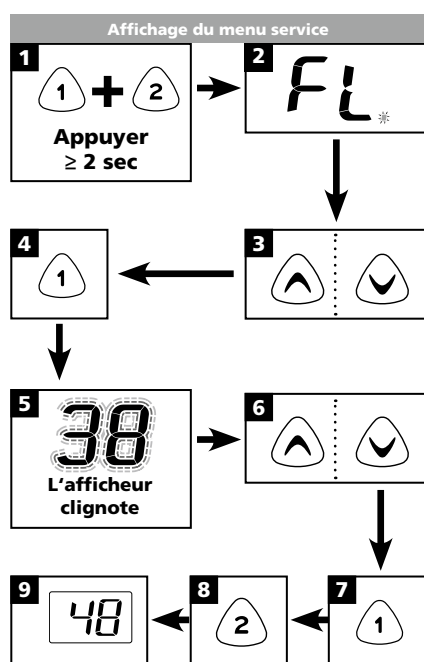 Affichage du menu service
1
1 + 2
Appuyer
≥ 2 sec
2
FL
3
4
1
5
38
L'afficheur
clignote
6
7
1
8
2
9
48